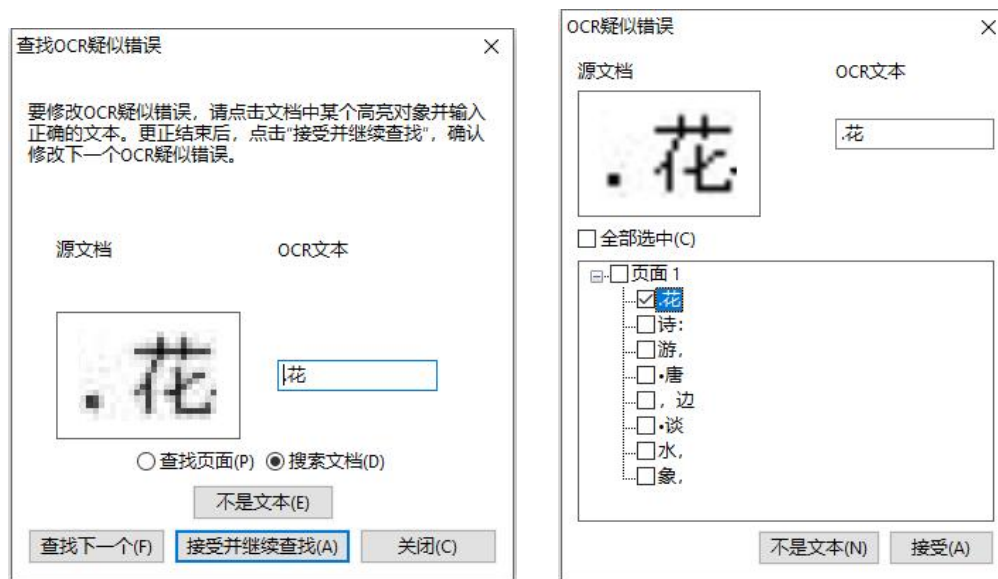 查找OCR疑似错误
要修改OCR疑似错误，请点击文档中某个高亮对象并输入
正确的文本。更正结束后，点击“接受并继续查找”，确认
修改下一个OCR疑似错误。
源文档 OCR文本
.花
.花
查找页面(P) 搜索文档(D)
不是文本(E)
查找下一个(F) 接受并继续查找(A) 关闭(C)
OCR疑似错误
源文档 OCR文本
.花
.花
全部选中(C)
页面 1
.花
诗：
游，
•唐
，边
•谈
水，
象，
不是文本(N) 接受(A)